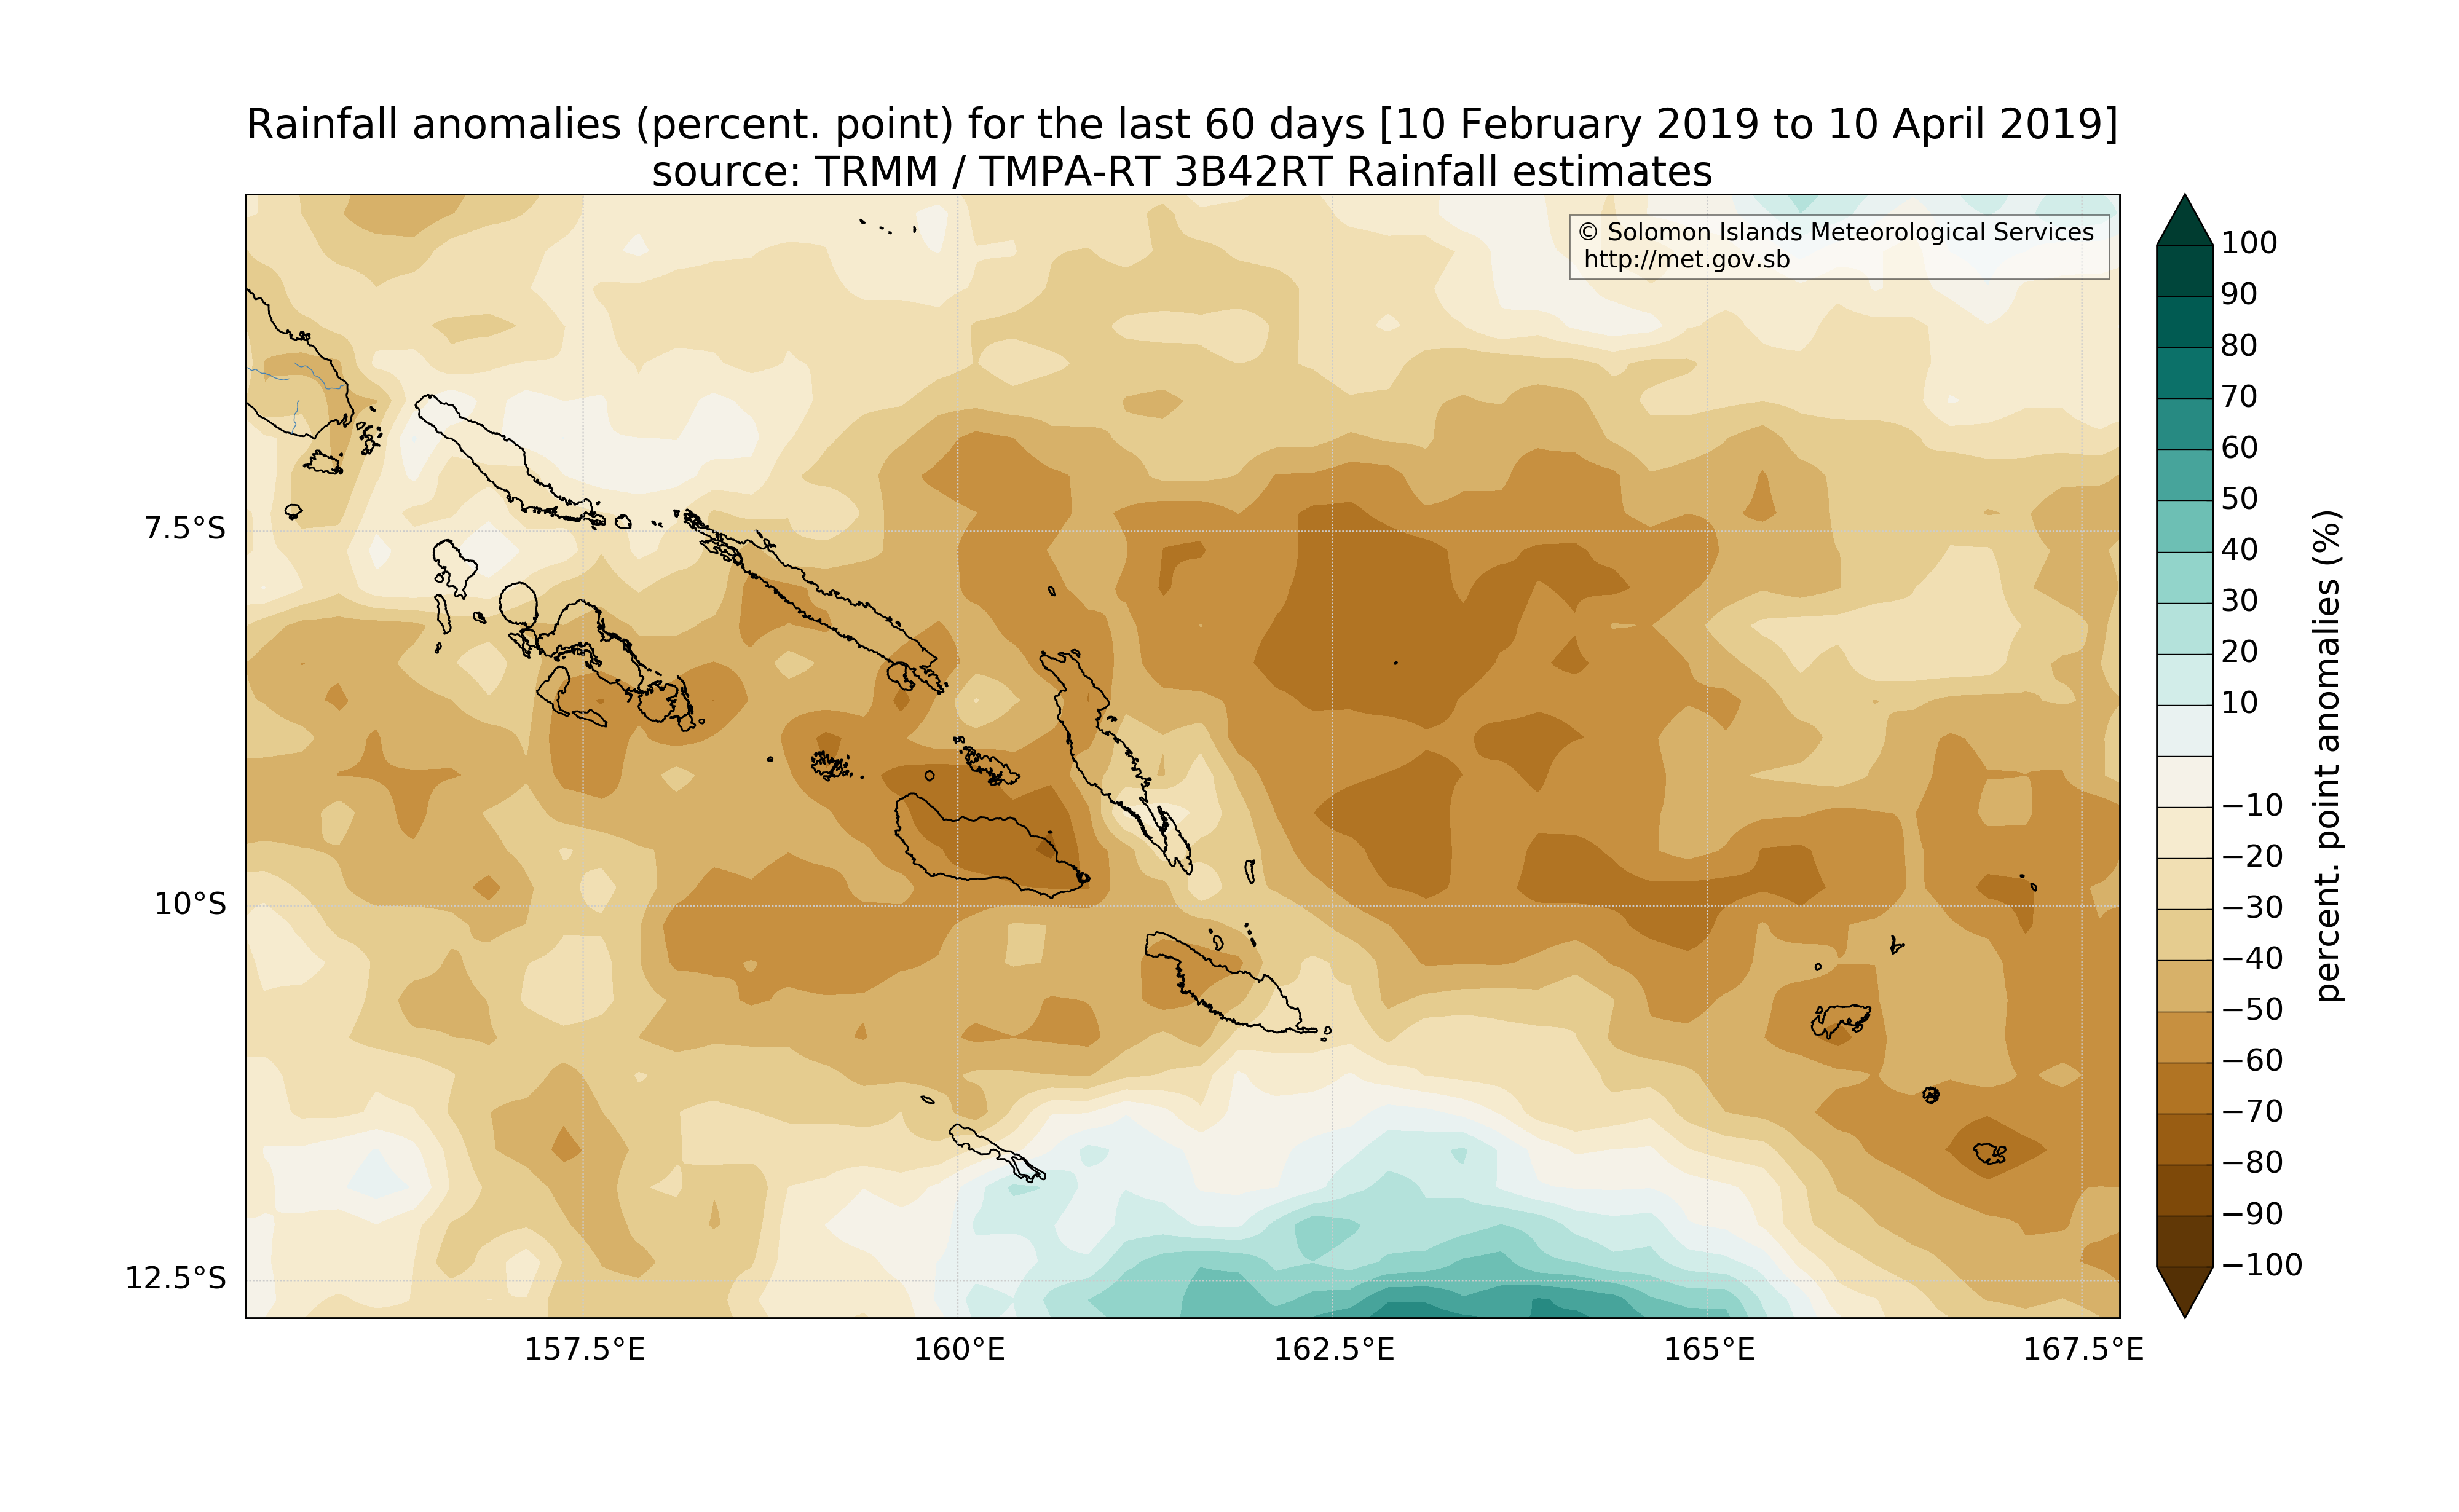 Rainfall anomalies (percent. point) for the last 60 days [10 February 2019 to 10 April 2019]
source: TRMM / TMPA-RT 3B42RT Rainfall estimates
© Solomon Islands Meteorological Services
http://met.gov.sb
7.5°S
10°S
12.5°S
157.5°E
160°E
162.5°E
165°E
167.5°E
100
90
80
70
60
50
40
30
20
10
−10
−20
−30
−40
−50
−60
−70
−80
−90
−100
percent. point anomalies (%)